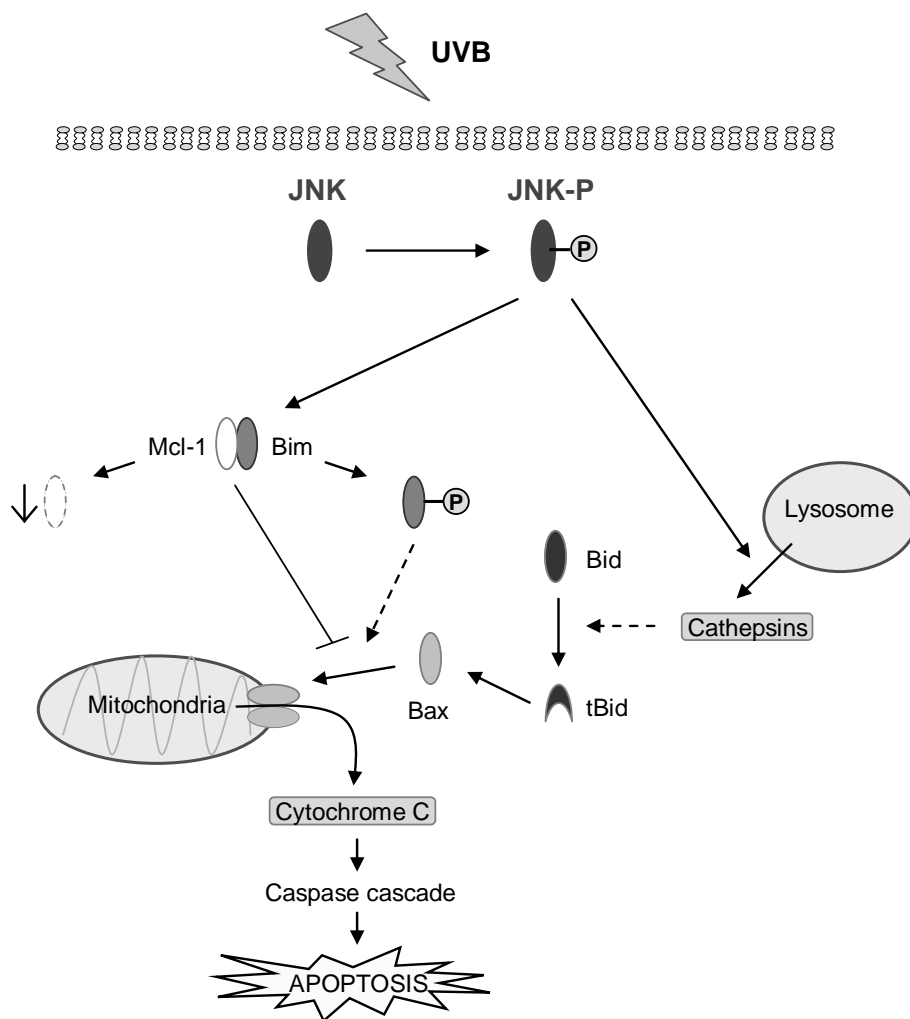 UVB
JNK
JNK-P
P
Mcl-1
Bim
P
Lysosome
Bid
Cathepsins
Mitochondria
Bax
tBid
Cytochrome C
Caspase cascade
APOPTOSIS